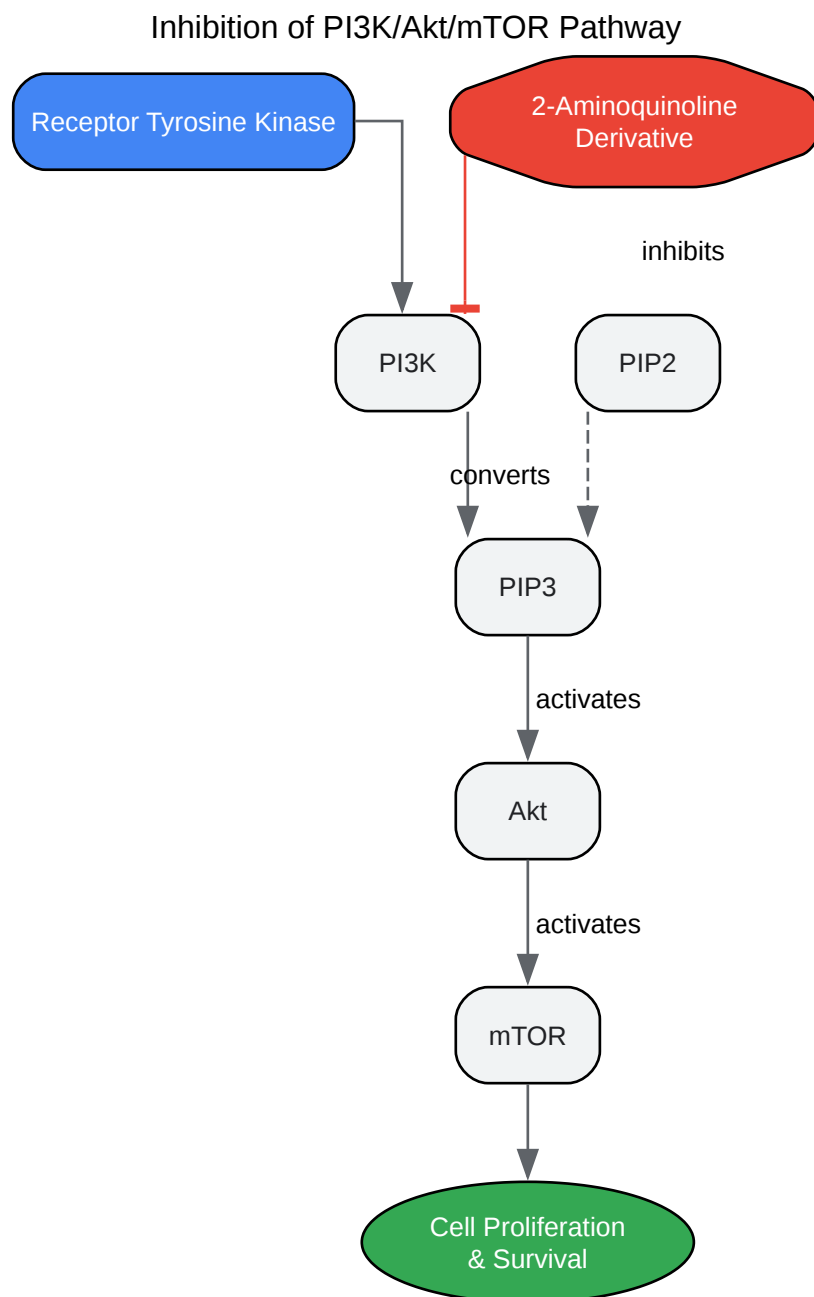 Inhibition of PI3K/Akt/mTOR Pathway
Receptor Tyrosine Kinase
2-Aminoquinoline
Derivative
inhibits
PI3K
PIP2
converts
PIP3
activates
Akt
activates
mTOR
Cell Proliferation
& Survival